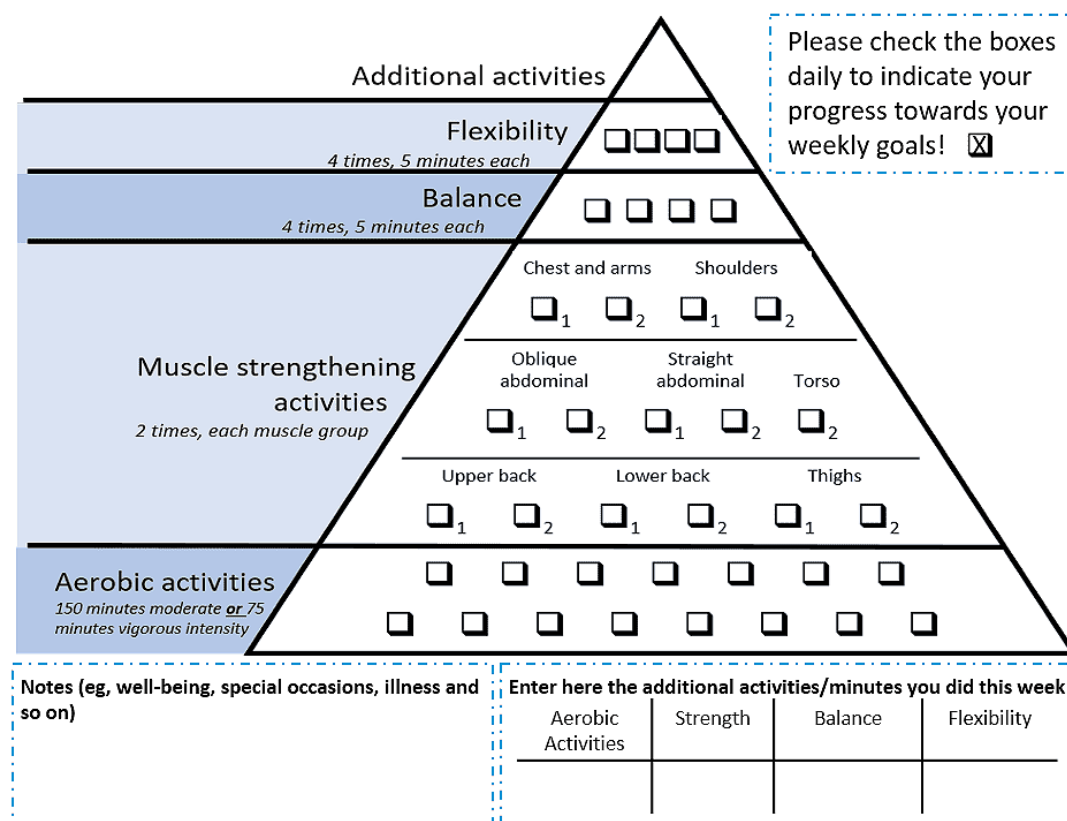 Please check the boxes
daily to indicate your
progress towards your
weekly goals! X
Additional activities
Flexibility
4 times, 5 minutes each
Balance
4 times, 5 minutes each
Muscle strengthening
activities
2 times, each muscle group
Chest and arms Shoulders
1 2 1 2
Oblique abdominal Straight abdominal Torso
1 2 1 2 2
Upper back Lower back Thighs
1 2 1 2 1 2
Aerobic activities
150 minutes moderate or 75
minutes vigorous intensity
Notes (eg, well-being, special occasions, illness and
so on)
Enter here the additional activities/minutes you did this week
Aerobic Activities Strength Balance Flexibility